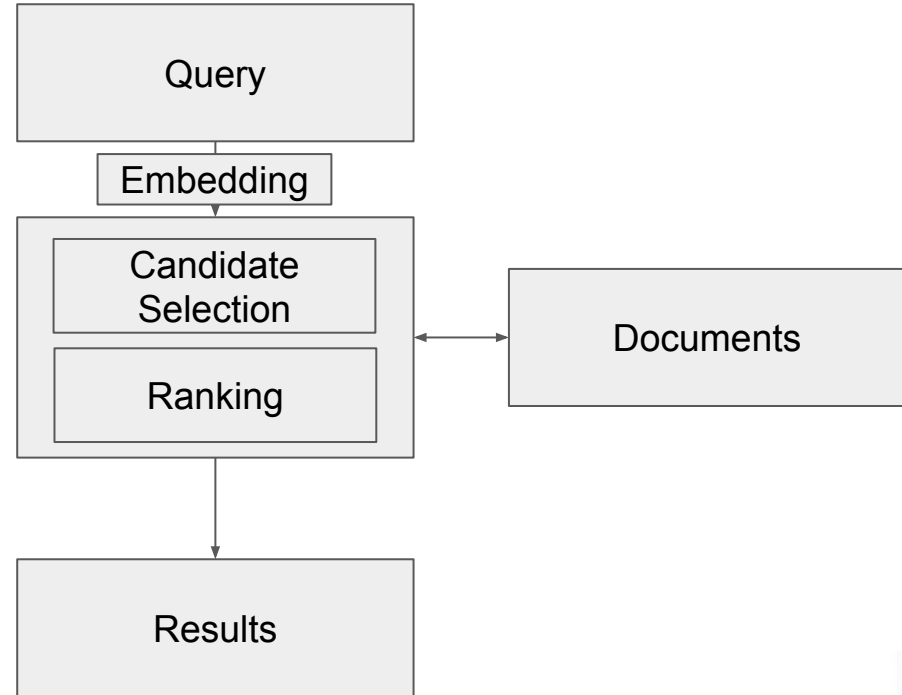 Query
Embedding
Candidate
Selection
Documents
Ranking
Results